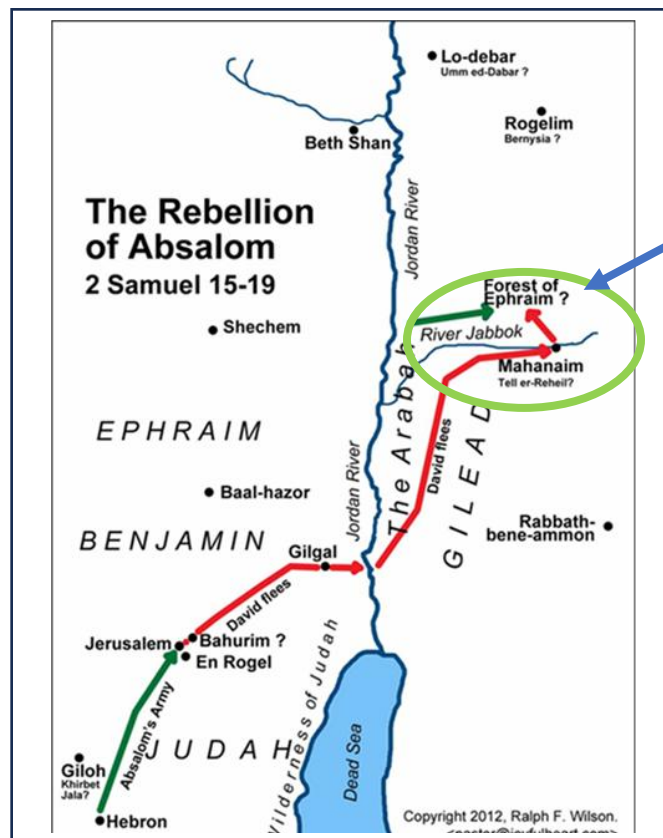 Lo-debar
Umm ed-Dabar ?
Rogelim
Bernysia ?
Beth Shan
The Rebellion
of Absalom
2 Samuel 15-19
Jordan River
Forest of
Ephraim ?
River Jabbok
Mahanaim
Tell er-Reheil?
Shechem
The Arabah
GILEAD
David flees
EPHRAIM
Jordan River
Baal-hazor
BENJAMIN
Gilgal
Rabbath-
bene-ammon
David flees
Jerusalem
Bahurim ?
En Rogel
Absalom's Army
JUDAH
Wilderness of Judah
Dead Sea
Giloh
Khirbet
Jala?
Hebron
Copyright 2012, Ralph F. Wilson.
<pastor@joyfulheart.com>